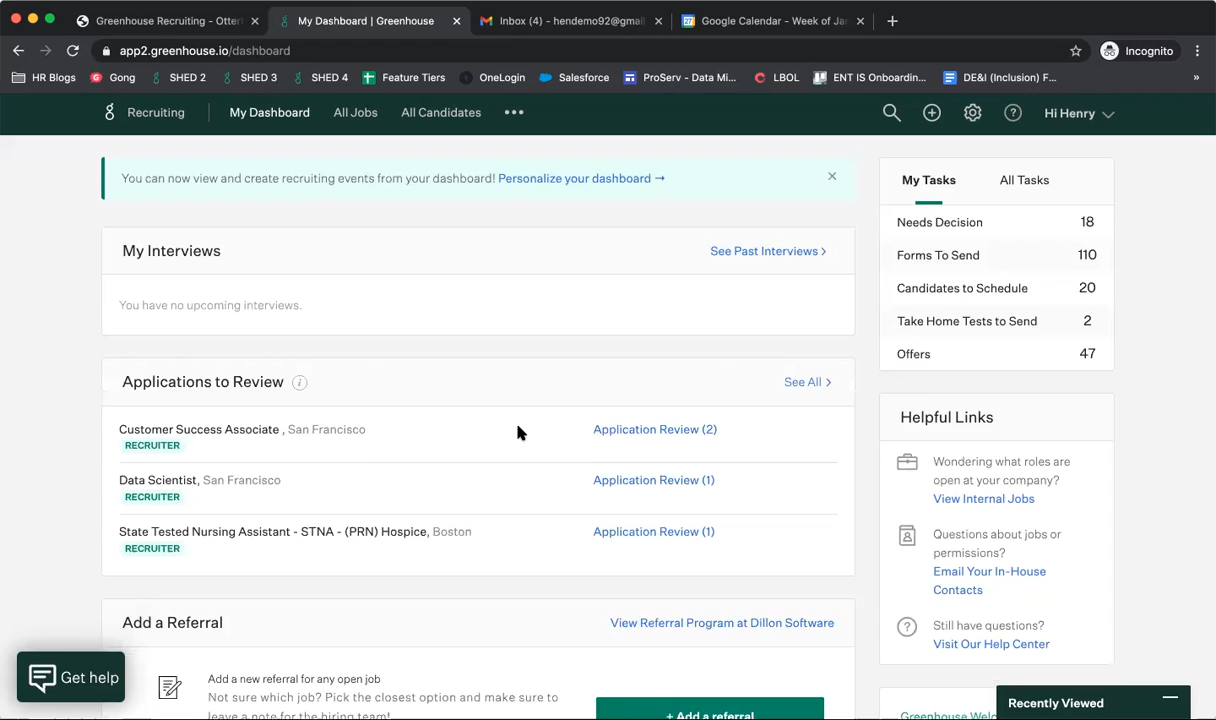 Greenhouse Recruiting - Otter
My Dashboard | Greenhouse
Inbox (4) - hendemo92@gmail
27
Google Calendar - Week of Ja
app2.greenhouse.io/dashboard
Incognito
HR Blogs
G
Gong
SHED 2
SHED 3
SHED 4
Feature Tiers
OneLogin
Salesforce
ProServ - Data Mi...
LBOL
ENT IS Onboardin...
DE&I (Inclusion) F...
»
Recruiting
My Dashboard
All Jobs
All Candidates
•••
Hi Henry
You can now view and create recruiting events from your dashboard! Personalize your dashboard →
My Interviews
See Past Interviews >
You have no upcoming interviews.
Applications to Review
See All >
Customer Success Associate , San Francisco
RECRUITER
Application Review (2)
Data Scientist, San Francisco
RECRUITER
Application Review (1)
State Tested Nursing Assistant - STNA - (PRN) Hospice, Boston
RECRUITER
Application Review (1)
Add a Referral
View Referral Program at Dillon Software
Add a new referral for any open job
Not sure which job? Pick the closest option and make sure to
leave a note for the hiring team!
+ Add a referral
My Tasks
All Tasks
Needs Decision 18
Forms To Send 110
Candidates to Schedule 20
Take Home Tests to Send 2
Offers 47
Helpful Links
Wondering what roles are
open at your company?
View Internal Jobs
Questions about jobs or
permissions?
Email Your In-House
Contacts
Still have questions?
Visit Our Help Center
Greenhouse Welc
Recently Viewed
Get help